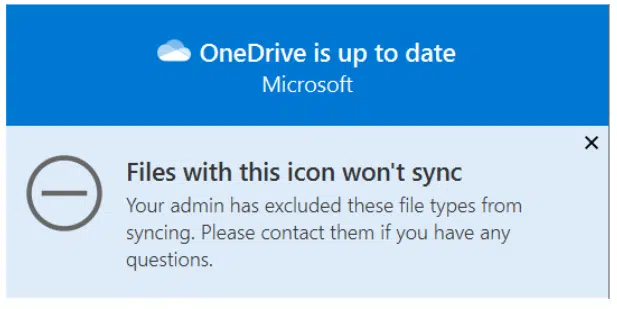 OneDrive is up to date
Microsoft
Files with this icon won't sync
Your admin has excluded these file types from
syncing. Please contact them if you have any
questions.